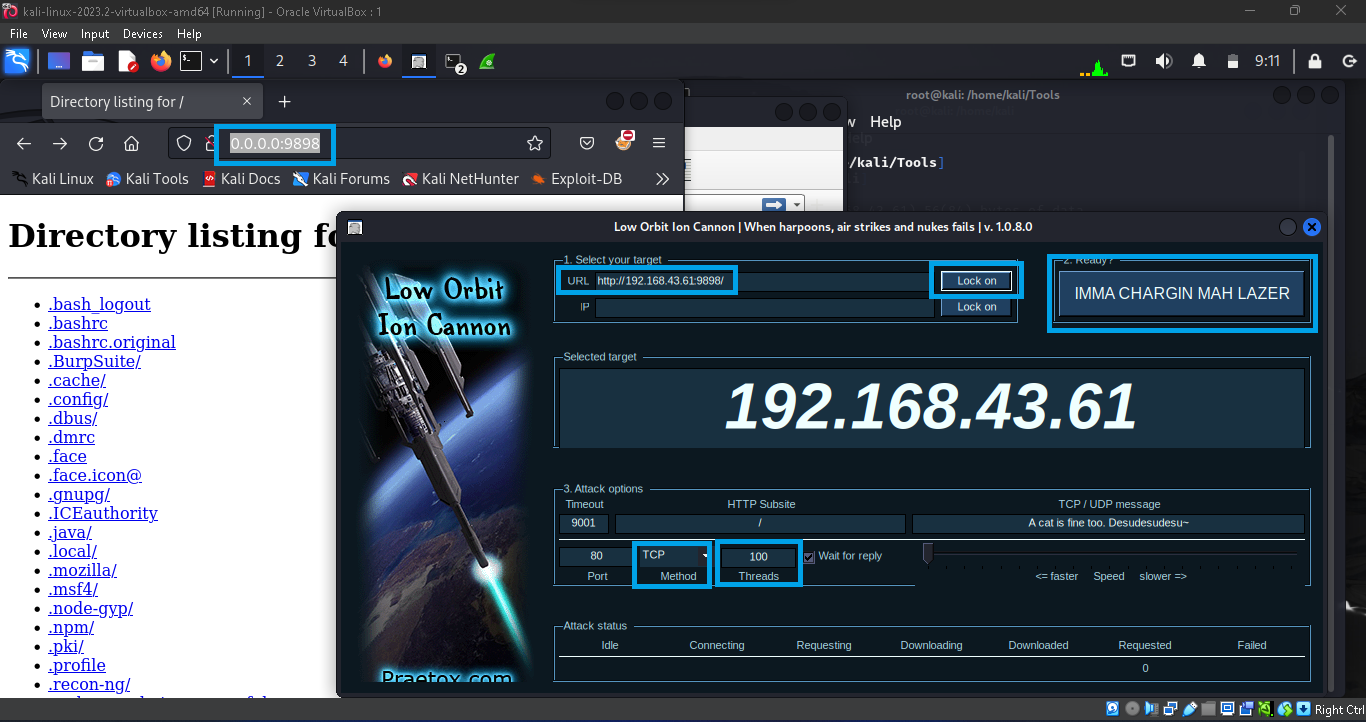 kali-linux-2023.2-virtualbox-amd64 [Running] - Oracle VirtualBox : 1
File View Input Devices Help
1 2 3 4 2 9:11
Directory listing for /
root@kali: /home/kali/Tools
Help
0.0.0.0:9898
/kali/Tools]
Kali Linux Kali Tools Kali Docs Kali Forums Kali NetHunter Exploit-DB
Directory listing fo
Low Orbit Ion Cannon | When harpoons, air strikes and nukes fails | v. 1.0.8.0
.bash_logout
.bashrc
.bashrc.original
.BurpSuite/
.cache/
.config/
.dbus/
.dmrc
.face
.face.icon@
.gnupg/
.ICEauthority
.java/
.local/
.mozilla/
.msf4/
.node-gyp/
.npm/
.pki/
.profile
.recon-ng/
Low Orbit
Ion Cannon
Praetox.com
1. Select your target
URL http://192.168.43.61:9898/ Lock on
IP Lock on
2. Ready?
IMMA CHARGIN MAH LAZER
Selected target
192.168.43.61
3. Attack options
Timeout HTTP Subsite TCP / UDP message
9001 / A cat is fine too. Desudesudesu~
80 TCP 100 Wait for reply
Port Method Threads <= faster Speed slower =>
Attack status
Idle Connecting Requesting Downloading Downloaded Requested Failed
0
Right Ctrl